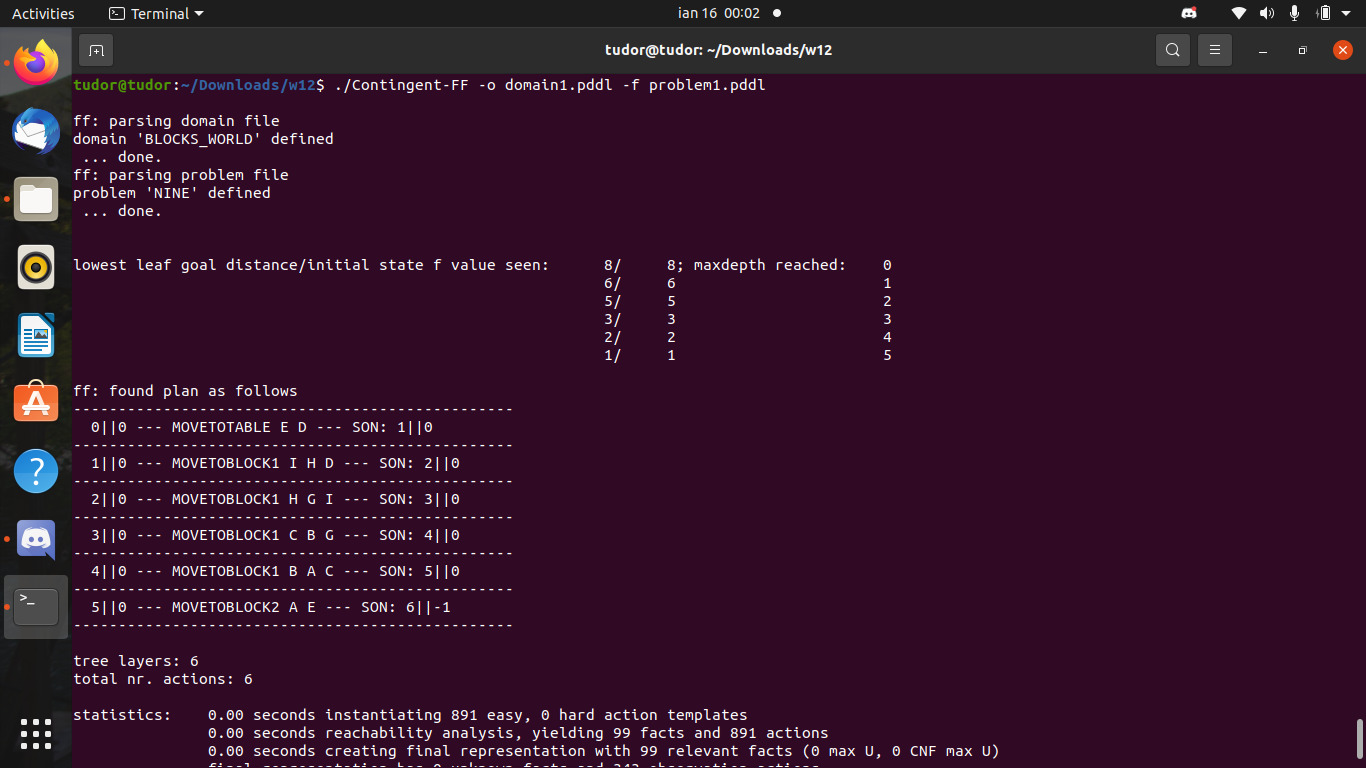 Activities Terminal ian 16 00:02
tudor@tudor: ~/Downloads/w12
tudor@tudor:~/Downloads/w12$ ./Contingent-FF -o domain1.pddl -f problem1.pddl
ff: parsing domain file
domain 'BLOCKS_WORLD' defined
... done.
ff: parsing problem file
problem 'NINE' defined
... done.
lowest leaf goal distance/initial state f value seen: 8/ 8; maxdepth reached: 0
6/ 6 1
5/ 5 2
3/ 3 3
2/ 2 4
1/ 1 5
ff: found plan as follows
-------------------------------------------------
0||0 --- MOVETOTABLE E D --- SON: 1||0
-------------------------------------------------
1||0 --- MOVETOBLOCK1 I H D --- SON: 2||0
-------------------------------------------------
2||0 --- MOVETOBLOCK1 H G I --- SON: 3||0
-------------------------------------------------
3||0 --- MOVETOBLOCK1 C B G --- SON: 4||0
-------------------------------------------------
4||0 --- MOVETOBLOCK1 B A C --- SON: 5||0
-------------------------------------------------
5||0 --- MOVETOBLOCK2 A E --- SON: 6||-1
-------------------------------------------------
tree layers: 6
total nr. actions: 6
statistics: 0.00 seconds instantiating 891 easy, 0 hard action templates
0.00 seconds reachability analysis, yielding 99 facts and 891 actions
0.00 seconds creating final representation with 99 relevant facts (0 max U, 0 CNF max U)